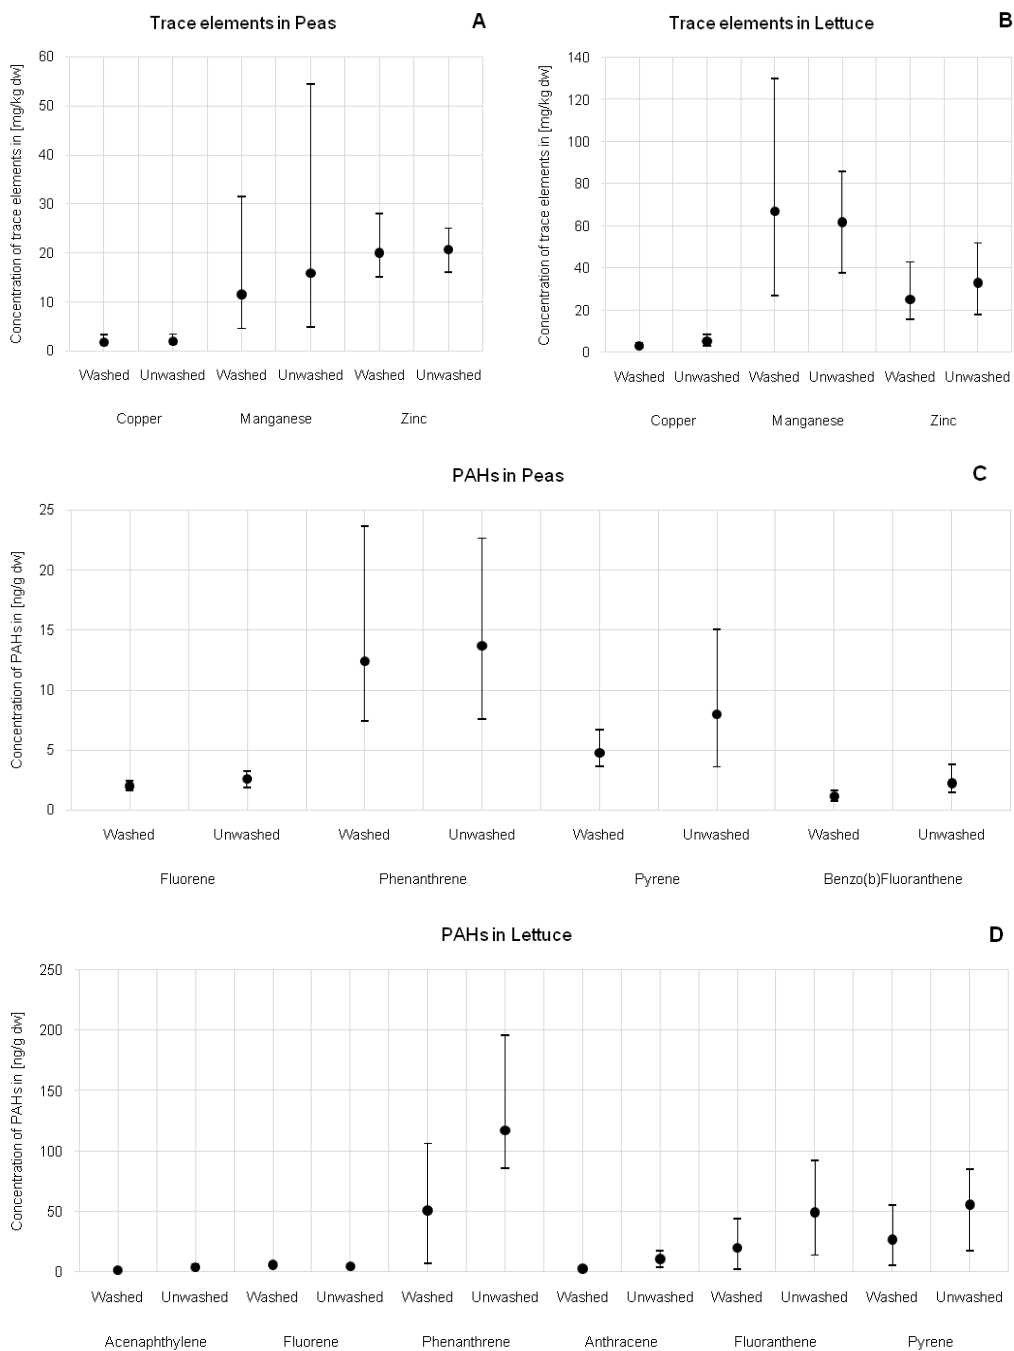 Trace elements in Peas
A
Concentration of trace elements in [mg/kg dw]
60
50
40
30
20
10
0
Washed Unwashed Washed Unwashed Washed Unwashed
Copper Manganese Zinc
Trace elements in Lettuce
B
Concentration of trace elements in [mg/kg dw]
140
120
100
80
60
40
20
0
Washed Unwashed Washed Unwashed Washed Unwashed
Copper Manganese Zinc
PAHs in Peas
C
Concentration of PAHs in [ng/g dw]
25
20
15
10
5
0
Washed Unwashed Washed Unwashed Washed Unwashed Washed Unwashed
Fluorene Phenanthrene Pyrene Benzo(b)Fluoranthene
PAHs in Lettuce
D
Concentration of PAHs in [ng/g dw]
250
200
150
100
50
0
Washed Unwashed Washed Unwashed Washed Unwashed Washed Unwashed Washed Unwashed Washed Unwashed
Acenaphthylene Fluorene Phenanthrene Anthracene Fluoranthene Pyrene